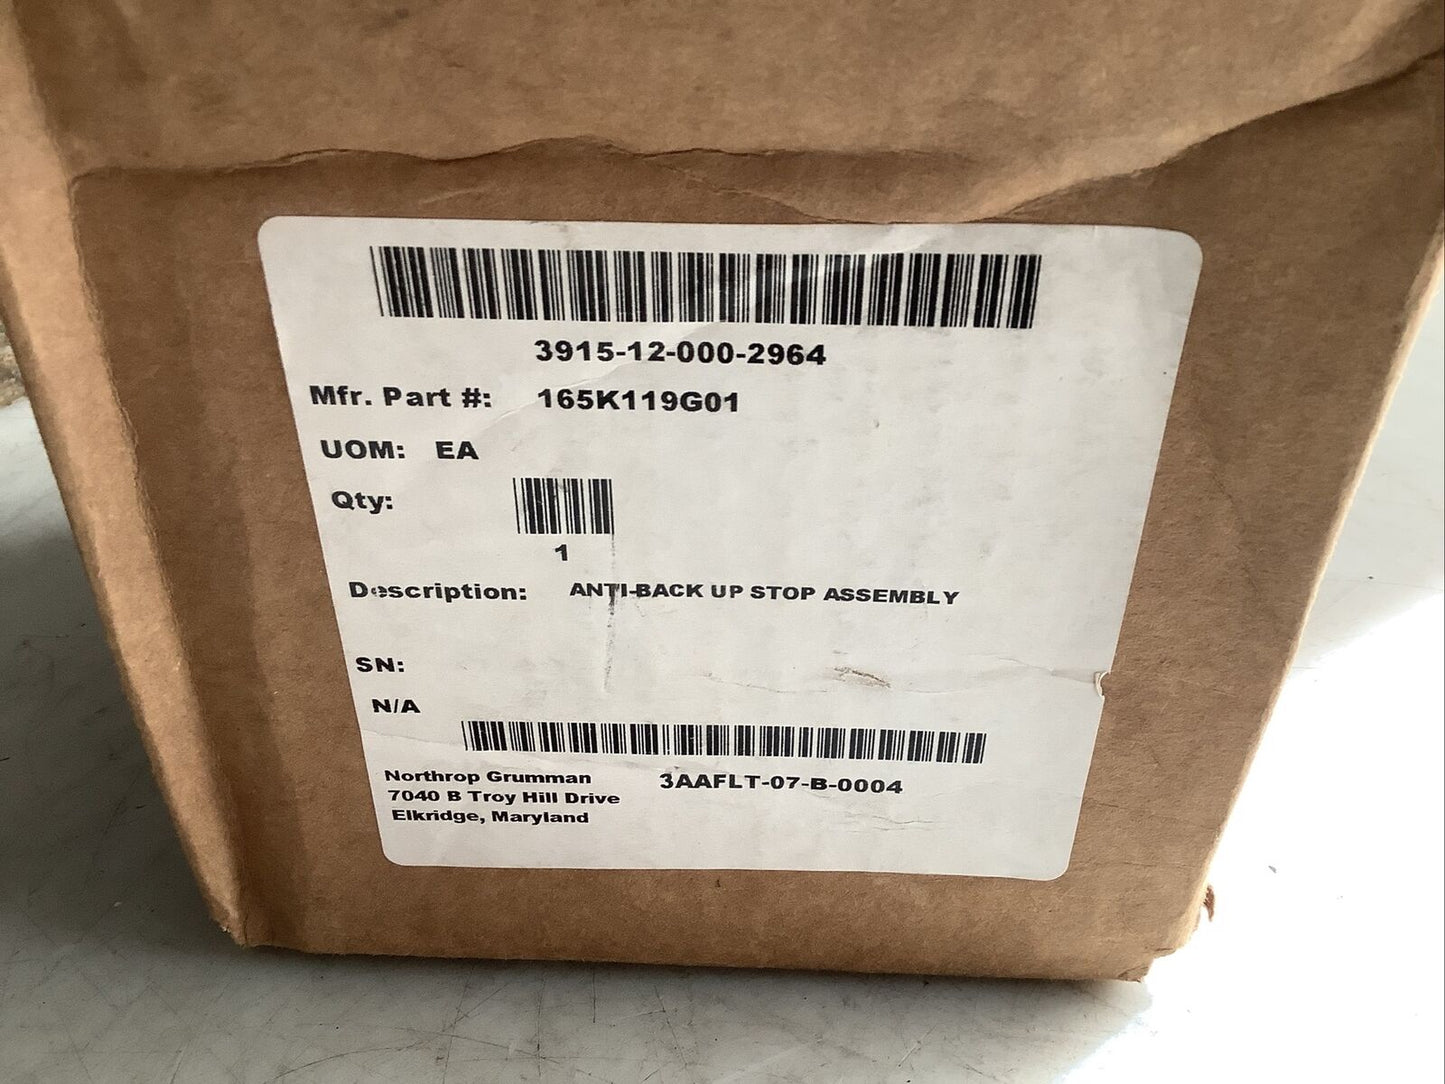 3915-12-000-2964
Mfr. Part #: 165K119G01
UOM: EA
Qty:
1
Description: ANTI-BACK UP STOP ASSEMBLY
SN:
N/A
Northrop Grumman
3AAFLT-07-B-0004
7040 B Troy Hill Drive
Elkridge, Maryland